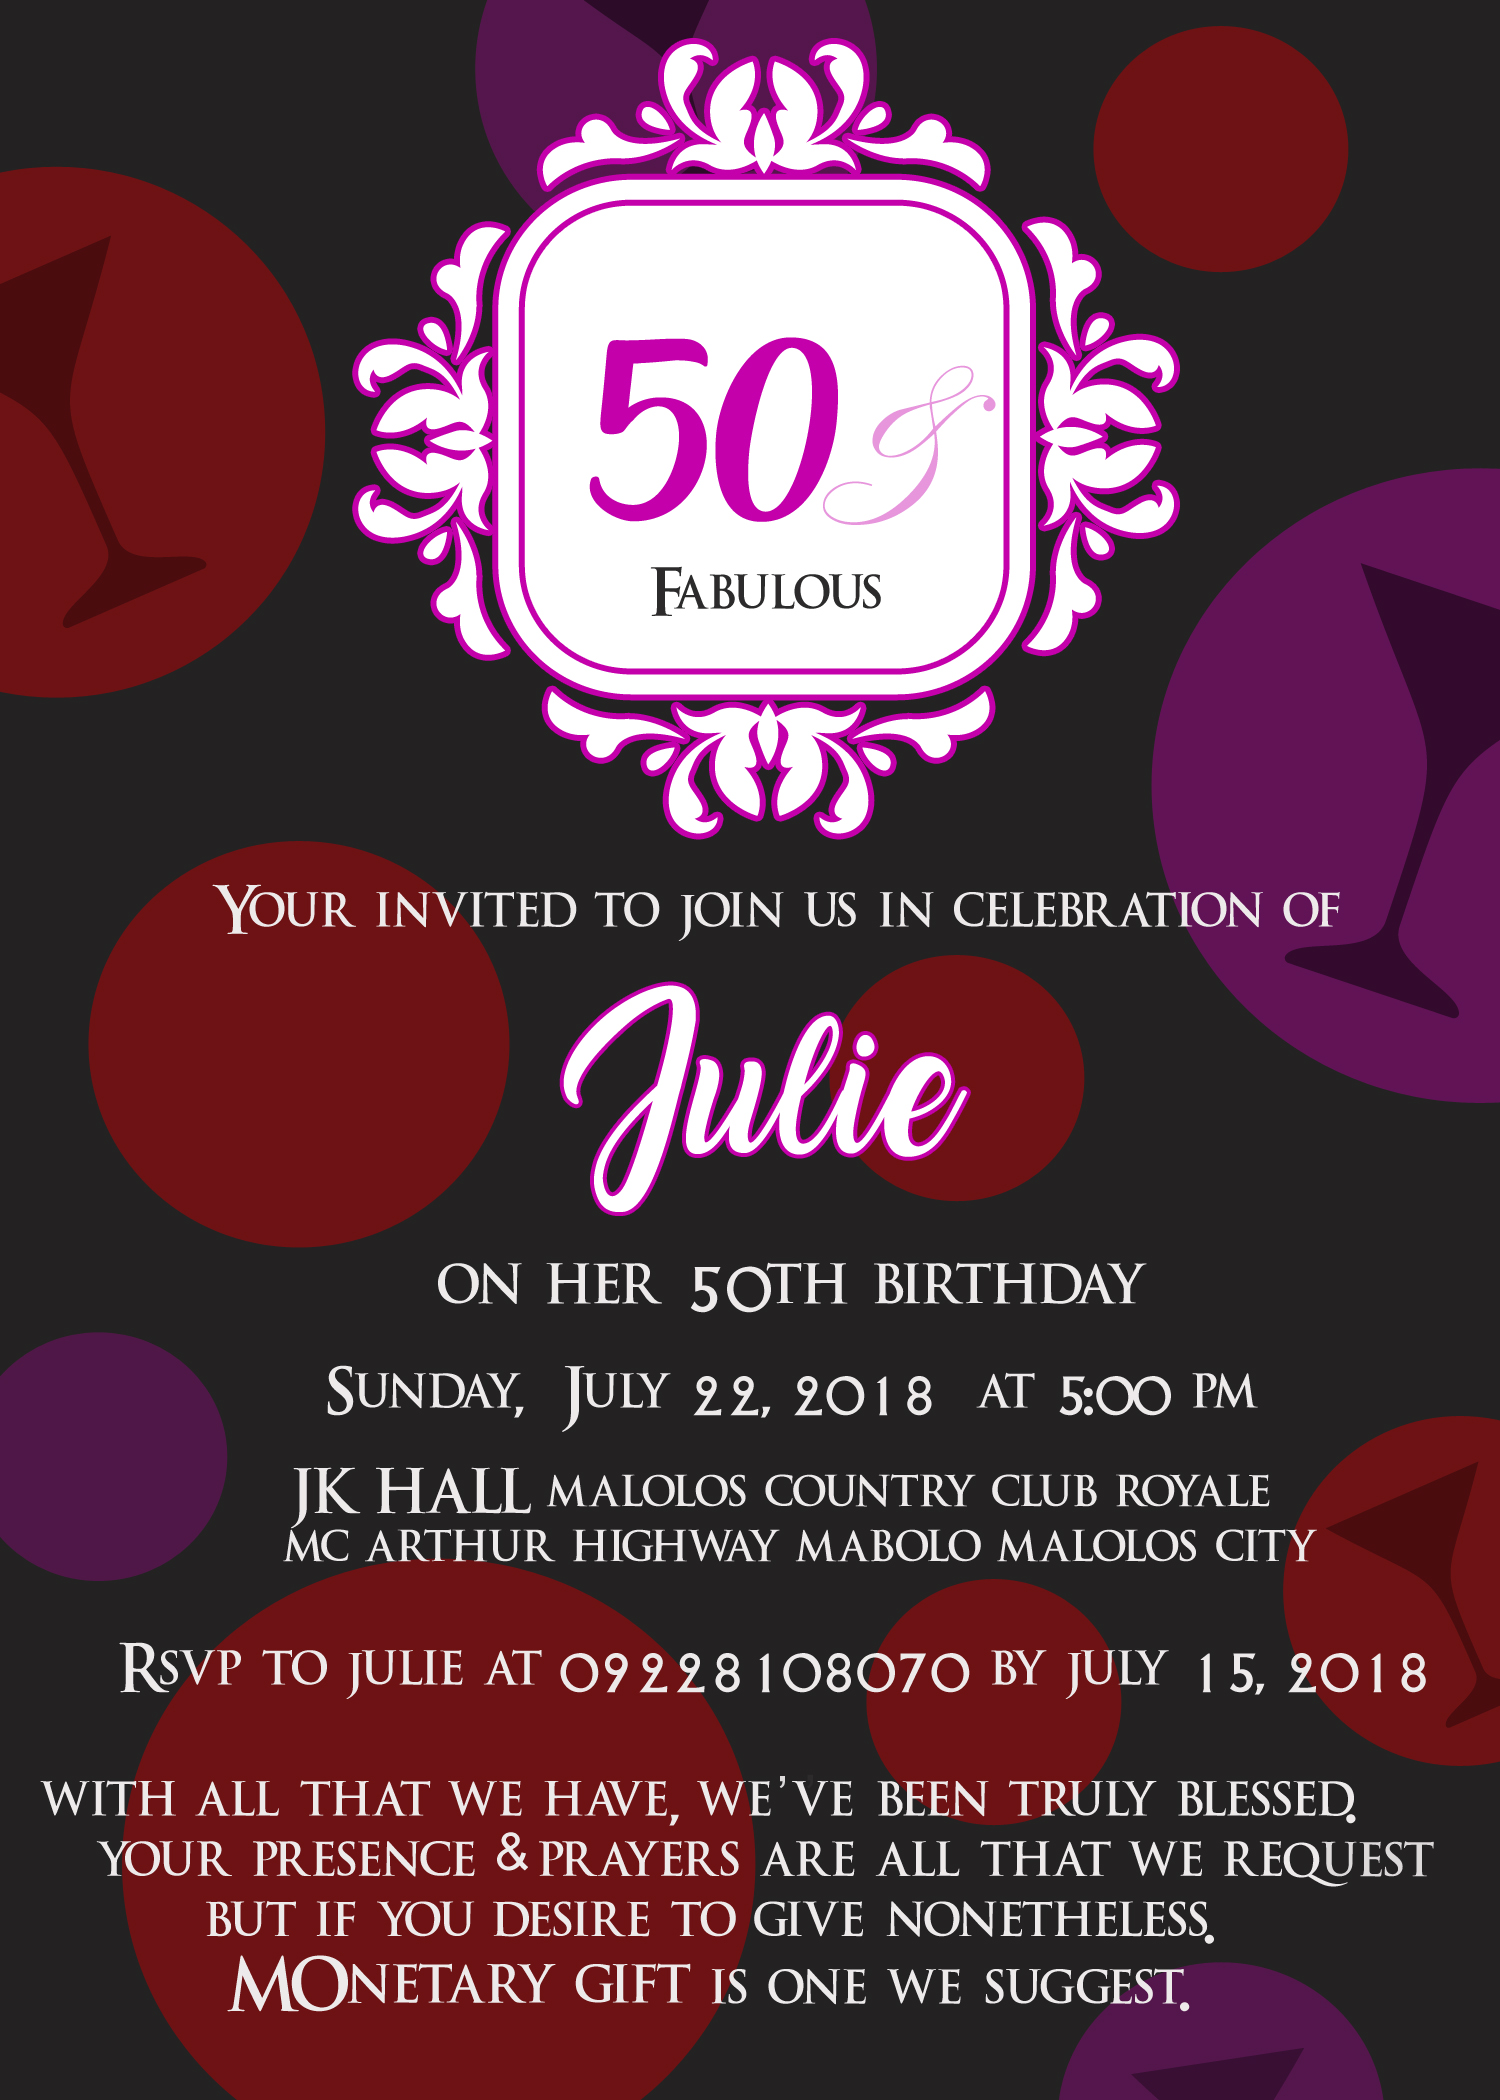 50 &
Fabulous
Your invited to join us in celebration of
Julie
on her 50th birthday
Sunday, July 22, 2018 at 5:00 pm
JK HALL malolos country club royale
mc arthur highway mabolo malolos city
Rsvp to julie at 09228108070 by july 15, 2018
with all that we have, we've been truly blessed.
your presence & prayers are all that we request
but if you desire to give nonetheless.
MOnetary gift is one we suggest.